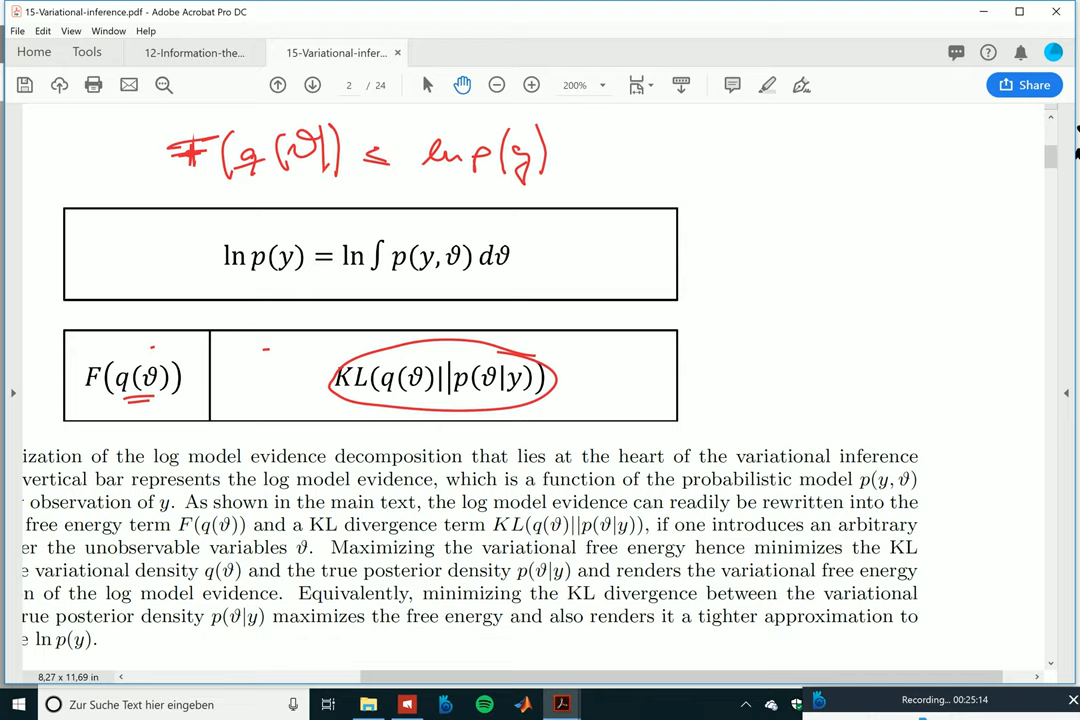 15-Variational-inference.pdf - Adobe Acrobat Pro DC
File Edit View Window Help
Home Tools 12-Information-the... 15-Variational-infer... ×
2 / 24 200% Share
F(q(ϑ)) ≤ ln p(y)
ln p(y) = ln ∫ p(y, ϑ) dϑ
F(q(ϑ)) KL(q(ϑ)||p(ϑ|y))
ization of the log model evidence decomposition that lies at the heart of the variational inference
vertical bar represents the log model evidence, which is a function of the probabilistic model p(y, ϑ)
observation of y. As shown in the main text, the log model evidence can readily be rewritten into the
free energy term F(q(ϑ)) and a KL divergence term KL(q(ϑ)||p(ϑ|y)), if one introduces an arbitrary
er the unobservable variables ϑ. Maximizing the variational free energy hence minimizes the KL
e variational density q(ϑ) and the true posterior density p(ϑ|y) and renders the variational free energy
n of the log model evidence. Equivalently, minimizing the KL divergence between the variational
rue posterior density p(ϑ|y) maximizes the free energy and also renders it a tighter approximation to
e ln p(y).
8,27 x 11,69 in
Zur Suche Text hier eingeben
Recording... 00:25:14